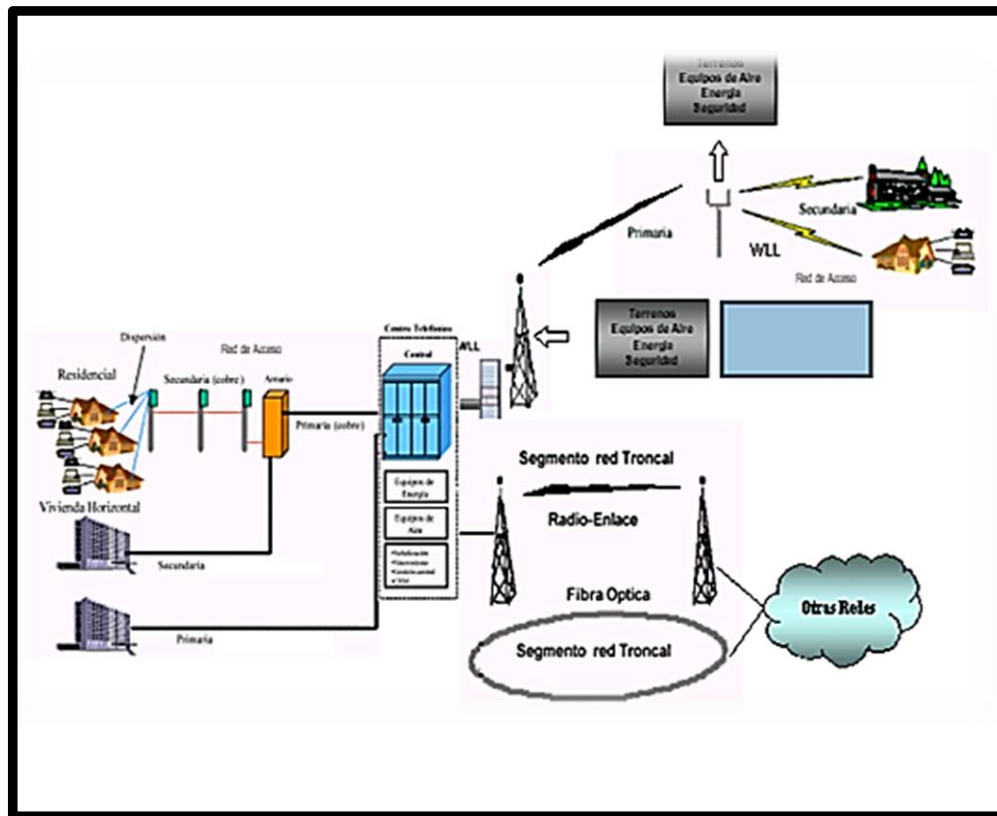 Equipos de Aire
Energía
Seguridad
Secundaria
Primaria
WLL
Red de Acceso
Terrenos
Equipos de Aire
Energía
Seguridad
Centro Telefónico
WLL
Central
Dispersión
Red de Acceso
Residencial
Secundaria (cobre)
Armario
Primaria (cobre)
Vivienda Horizontal
Secundaria
Primaria
Equipos de
Energía
Equipos de
Aire
Segmento red Troncal
Radio-Enlace
Fibra Optica
Segmento red Troncal
Otras Redes